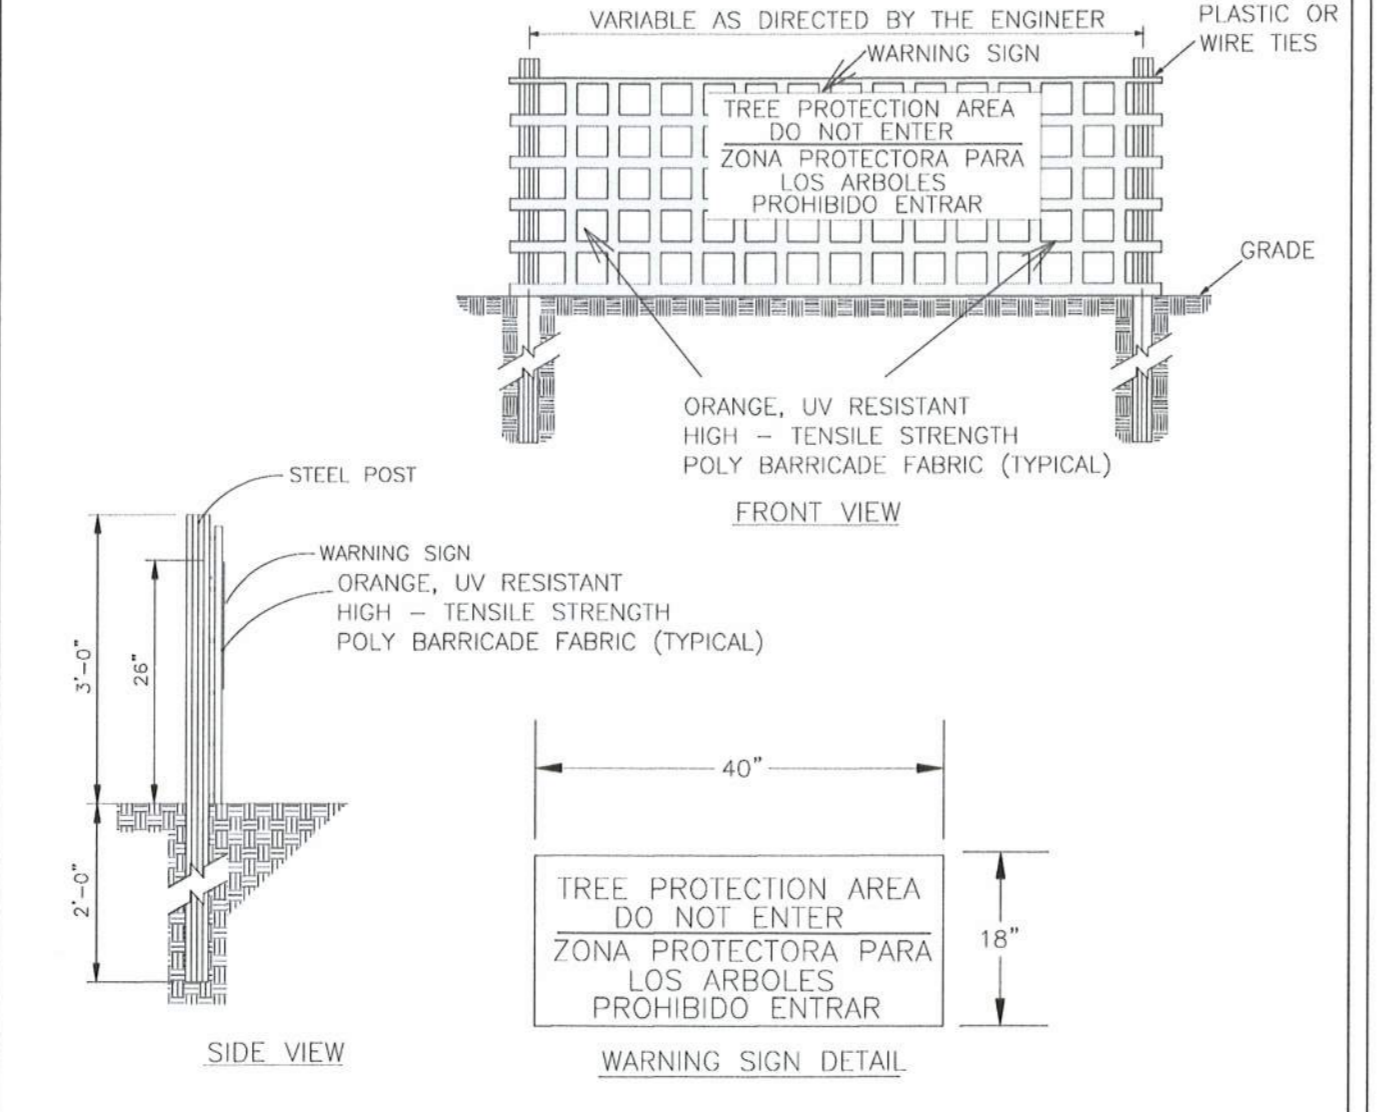 VARIABLE AS DIRECTED BY THE ENGINEER
PLASTIC OR
WIRE TIES
WARNING SIGN
TREE PROTECTION AREA
DO NOT ENTER
ZONA PROTECTORA PARA
LOS ARBOLES
PROHIBIDO ENTRAR
GRADE
ORANGE, UV RESISTANT
HIGH – TENSILE STRENGTH
POLY BARRICADE FABRIC (TYPICAL)
FRONT VIEW
STEEL POST
WARNING SIGN
ORANGE, UV RESISTANT
HIGH – TENSILE STRENGTH
POLY BARRICADE FABRIC (TYPICAL)
3'-0"
26"
2'-0"
SIDE VIEW
40"
18"
TREE PROTECTION AREA
DO NOT ENTER
ZONA PROTECTORA PARA
LOS ARBOLES
PROHIBIDO ENTRAR
WARNING SIGN DETAIL